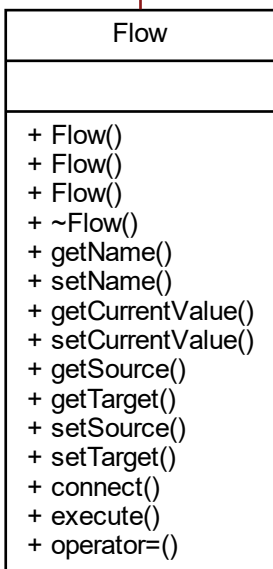 Flow
+ Flow()
+ Flow()
+ Flow()
+ ~Flow()
+ getName()
+ setName()
+ getCurrentValue()
+ setCurrentValue()
+ getSource()
+ getTarget()
+ setSource()
+ setTarget()
+ connect()
+ execute()
+ operator=()